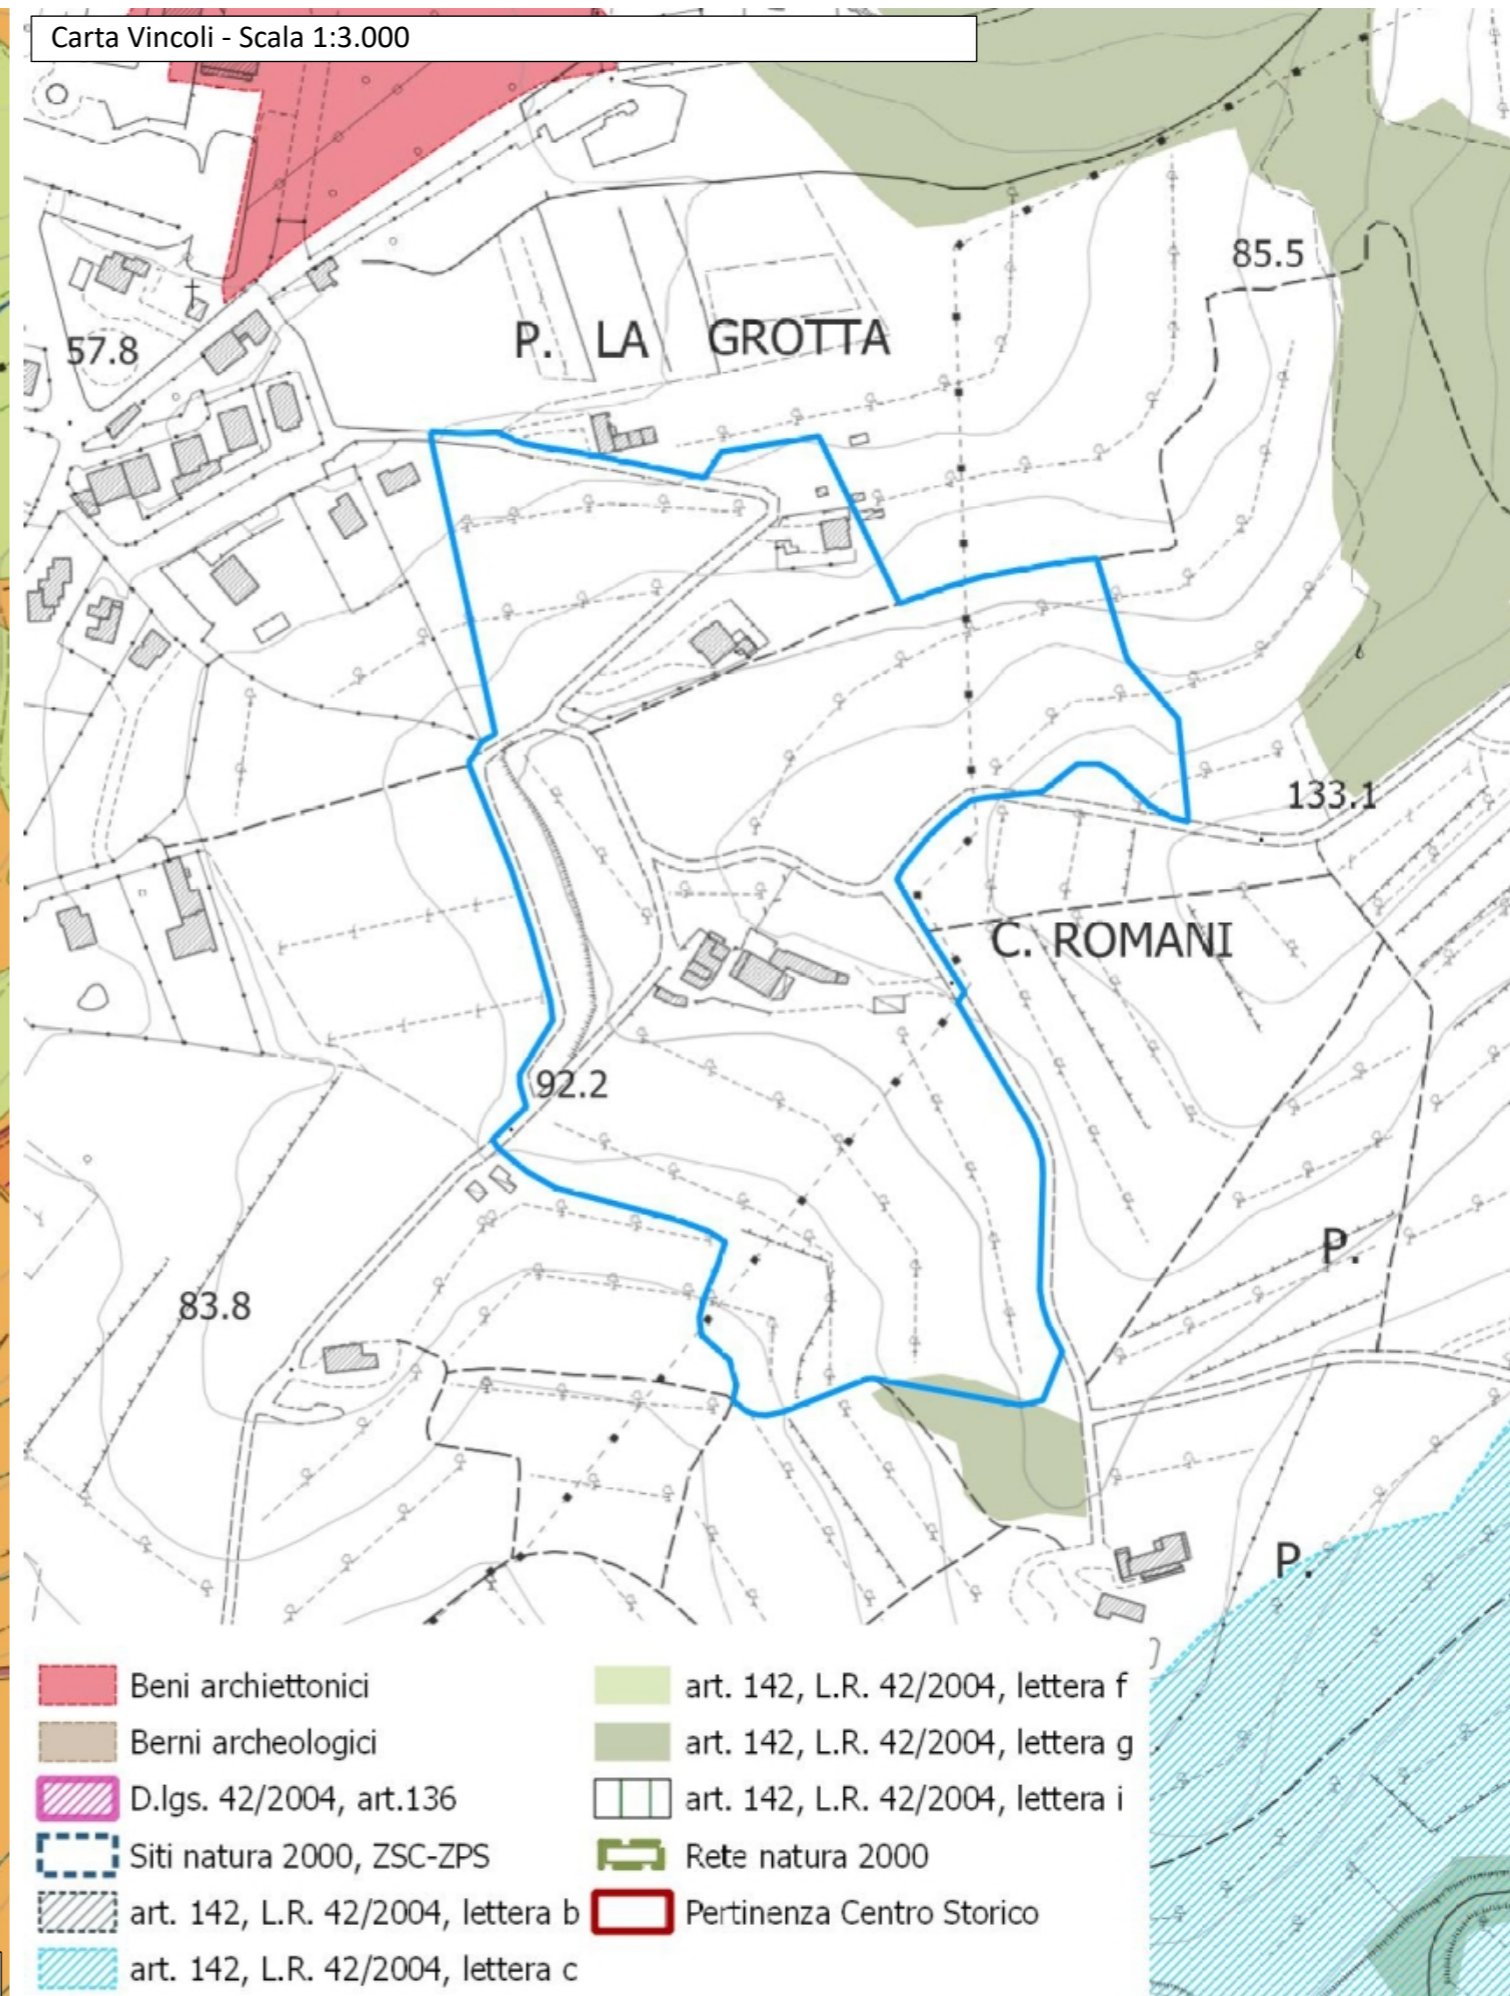 Carta Vincoli - Scala 1:3.000
85.5
P. LA GROTTA
57.8
133.1
C. ROMANI
92.2
P.
83.8
P.
Beni archiettonici
Berni archeologici
D.lgs. 42/2004, art.136
Siti natura 2000, ZSC-ZPS
art. 142, L.R. 42/2004, lettera b
art. 142, L.R. 42/2004, lettera c
art. 142, L.R. 42/2004, lettera f
art. 142, L.R. 42/2004, lettera g
art. 142, L.R. 42/2004, lettera i
Rete natura 2000
Pertinenza Centro Storico